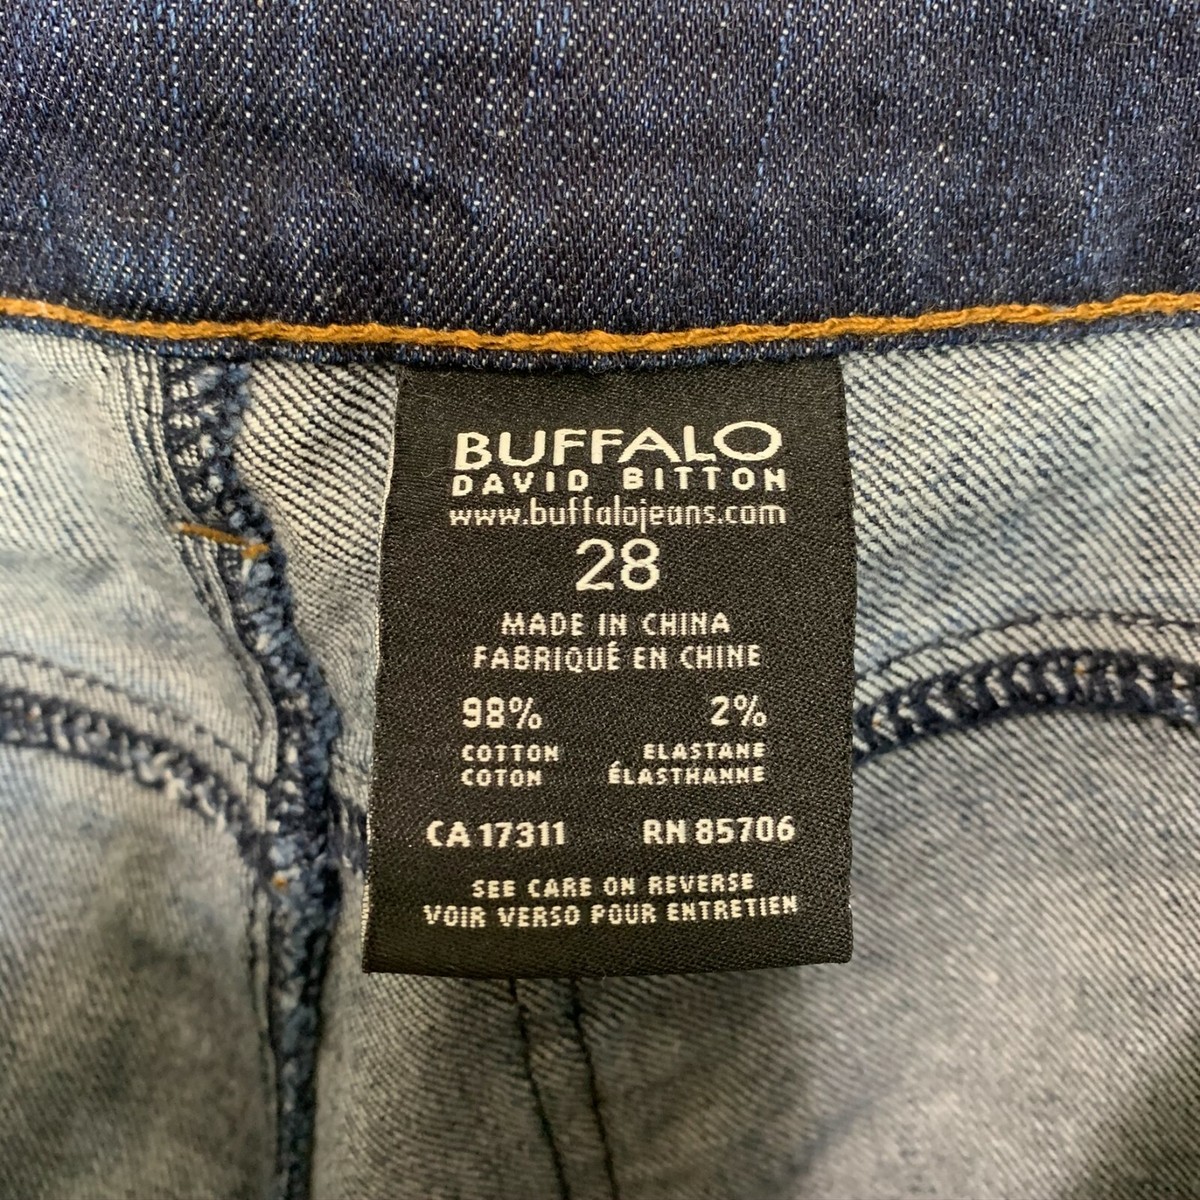 BUFFALO
DAVID BITTON
www.buffalojeans.com
28
MADE IN CHINA
FABRIQUÉ EN CHINE
98% 2%
COTTON ELASTANE
COTON ÉLASTHANNE
CA 17311 RN 85706
SEE CARE ON REVERSE
VOIR VERSO POUR ENTRETIEN